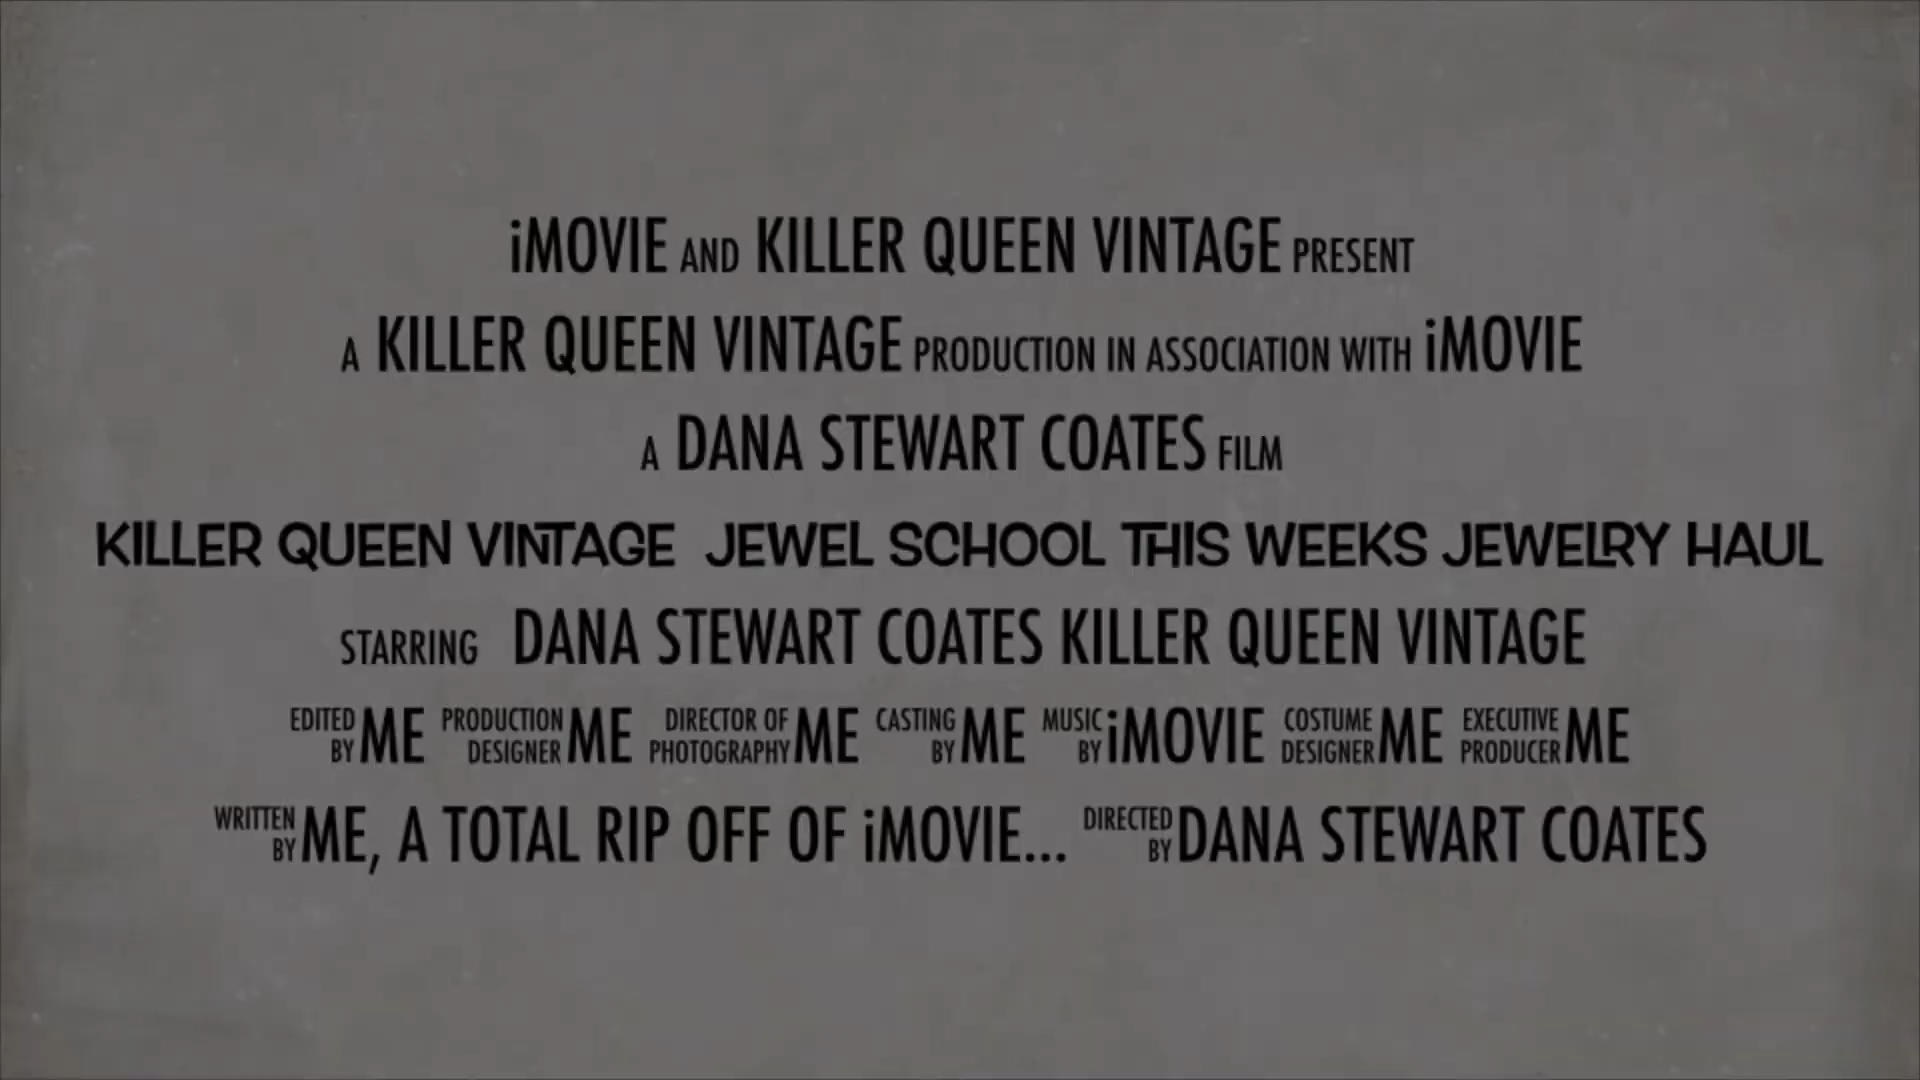 iMOVIE AND KILLER QUEEN VINTAGE PRESENT
A KILLER QUEEN VINTAGE PRODUCTION IN ASSOCIATION WITH iMOVIE
A DANA STEWART COATES FILM
KILLER QUEEN VINTAGE JEWEL SCHOOL THIS WEEKS JEWELRY HAUL
STARRING DANA STEWART COATES KILLER QUEEN VINTAGE
EDITED BY ME PRODUCTION DESIGNER ME DIRECTOR OF PHOTOGRAPHY ME CASTING BY ME MUSIC BY iMOVIE COSTUME DESIGNER ME EXECUTIVE PRODUCER ME
WRITTEN BY ME, A TOTAL RIP OFF OF iMOVIE... DIRECTED BY DANA STEWART COATES